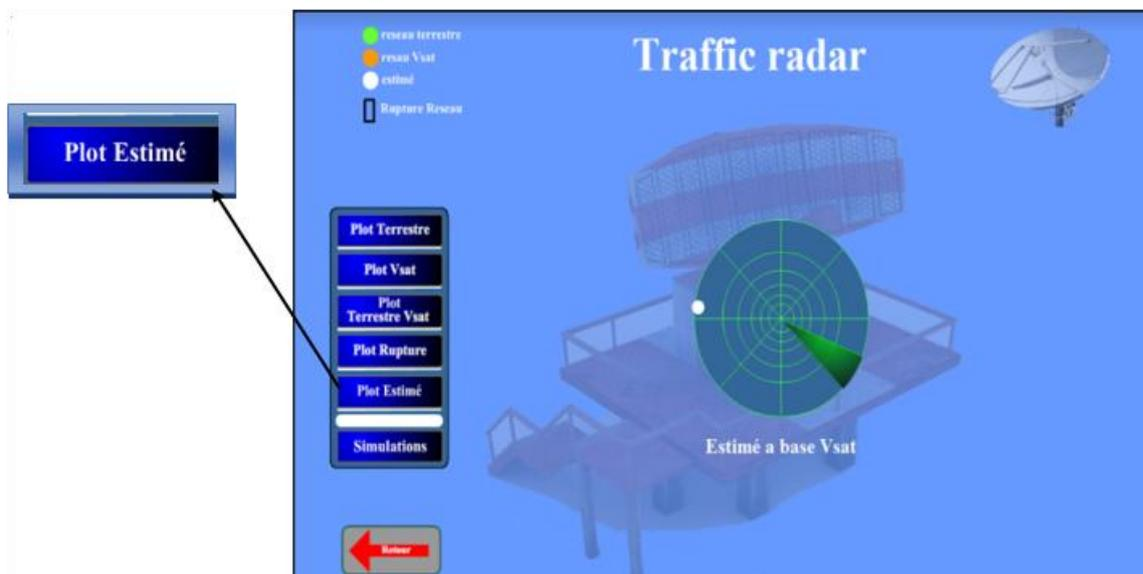 reseau terrestre
resau Vsat
estimé
Rupture Reseau
Traffic radar
Plot Estimé
Plot Terrestre
Plot Vsat
Plot
Terrestre Vsat
Plot Rupture
Plot Estimé
Simulations
Estimé a base Vsat
Retour